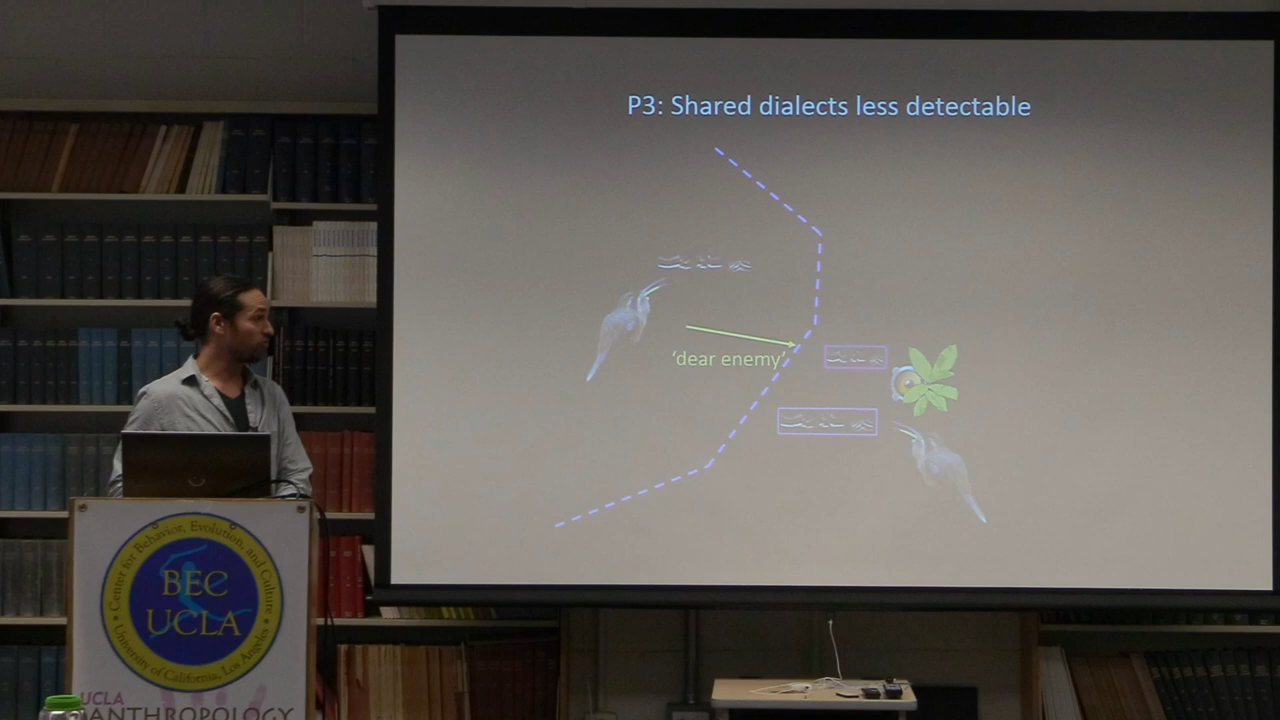 P3: Shared dialects less detectable
'dear enemy'
Center for Behavior, Evolution, and Culture
BEC
UCLA
University of California, Los Angeles
UCLA
ANTHROPOLOGY